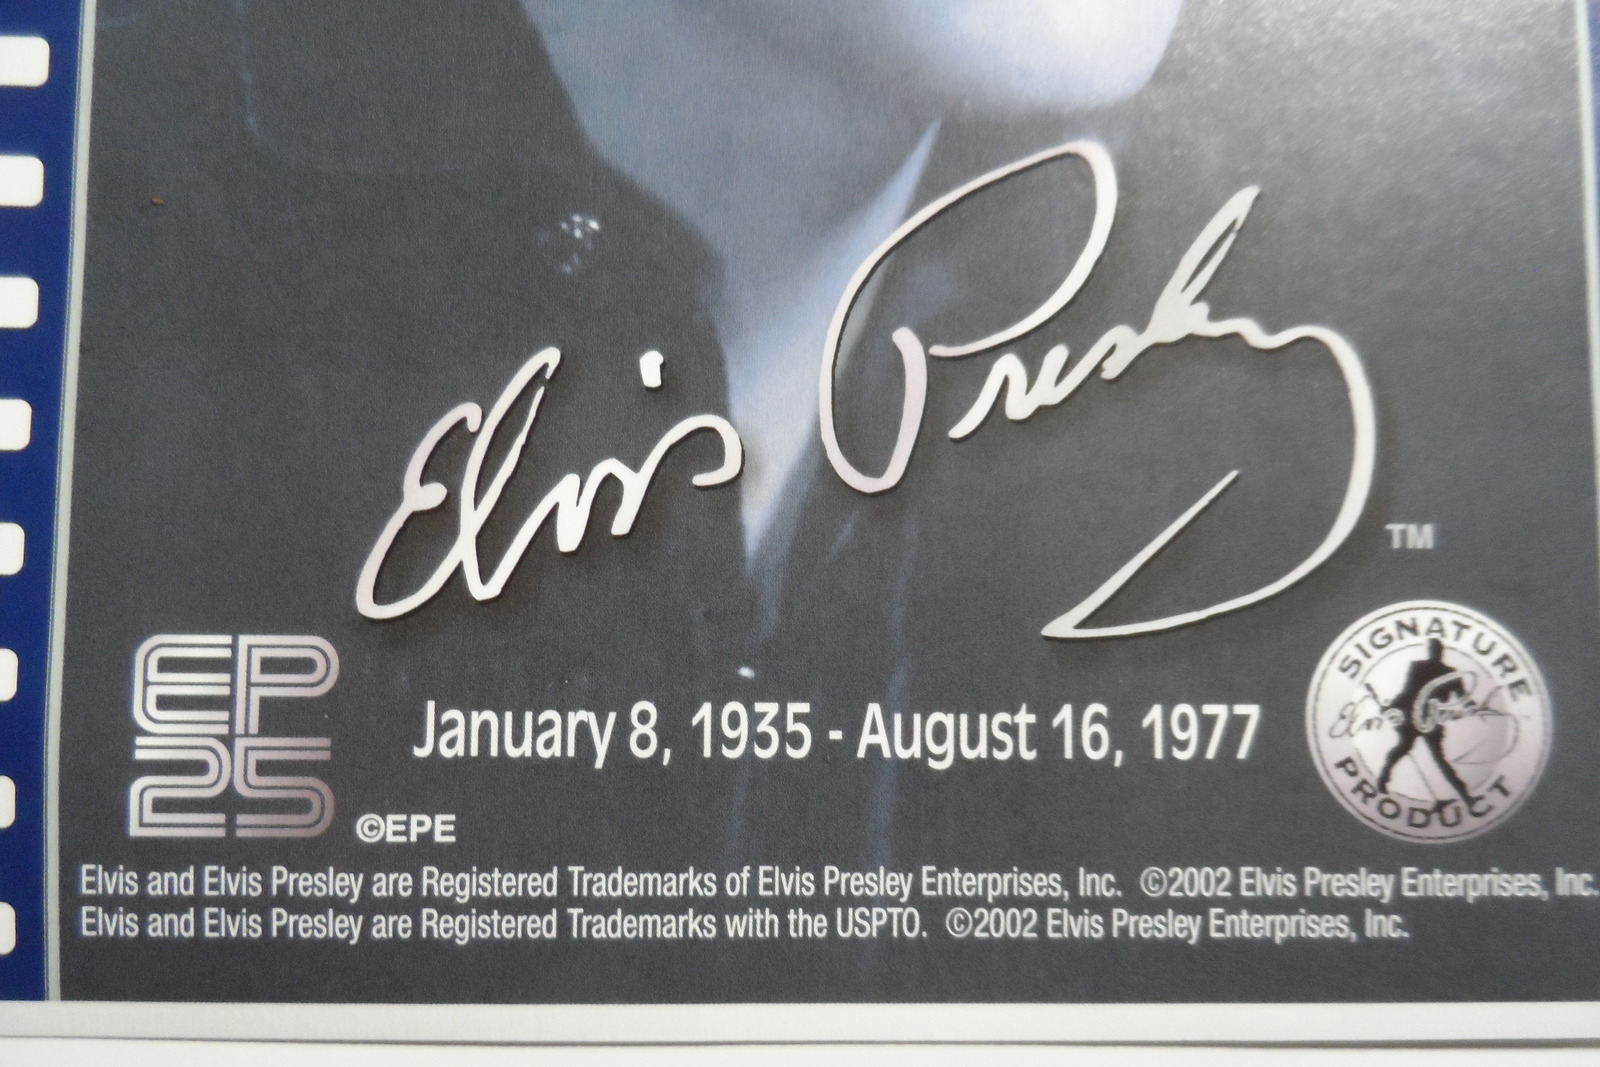 Elvis Presley
TM
EP
25
©EPE
January 8, 1935 - August 16, 1977
SIGNATURE
Elvis Presley
PRODUCT
Elvis and Elvis Presley are Registered Trademarks of Elvis Presley Enterprises, Inc. ©2002 Elvis Presley Enterprises, Inc.
Elvis and Elvis Presley are Registered Trademarks with the USPTO. ©2002 Elvis Presley Enterprises, Inc.